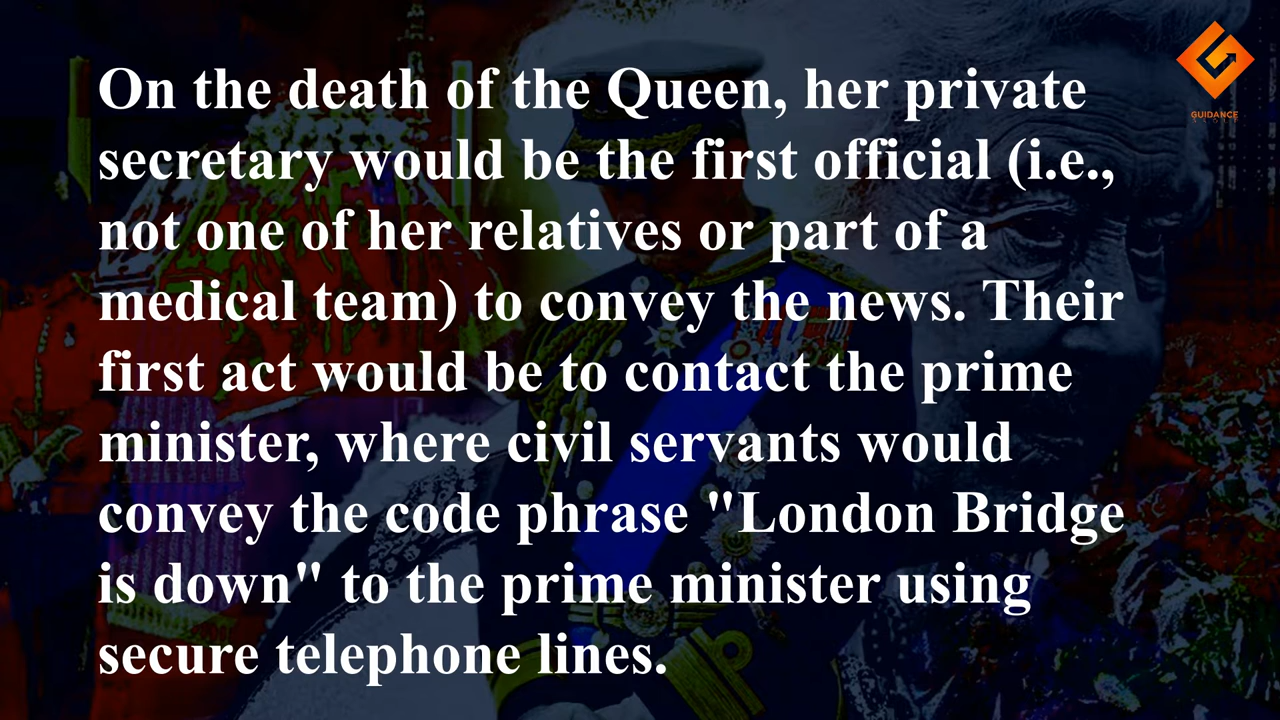 On the death of the Queen, her private
secretary would be the first official (i.e.,
not one of her relatives or part of a
medical team) to convey the news. Their
first act would be to contact the prime
minister, where civil servants would
convey the code phrase "London Bridge
is down" to the prime minister using
secure telephone lines.
GUIDANCE